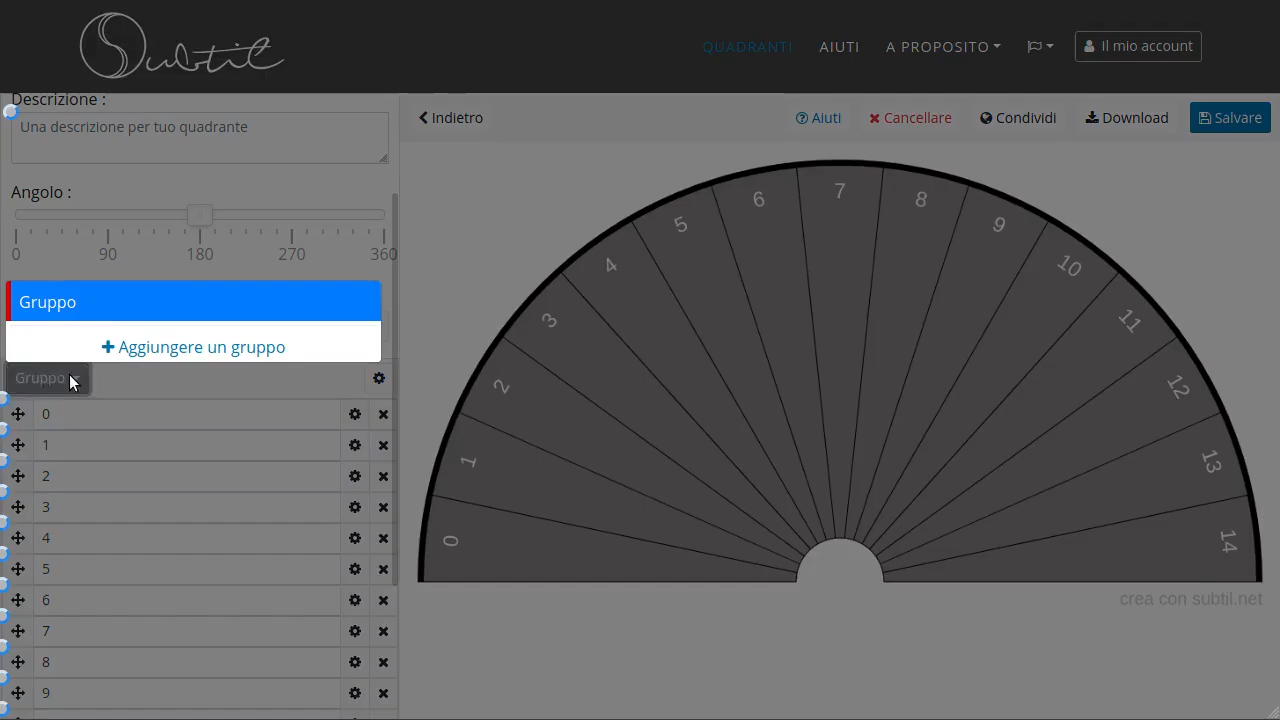 Subtil
QUADRANTI
AIUTI
A PROPOSITO
Il mio account
Descrizione :
Una descrizione per tuo quadrante
Angolo :
0 90 180 270 360
Gruppo
Aggiungere un gruppo
Gruppo
0
1
2
3
4
5
6
7
8
9
Indietro
Aiuti
Cancellare
Condividi
Download
Salvare
0 1 2 3 4 5 6 7 8 9 10 11 12 13 14
crea con subtil.net